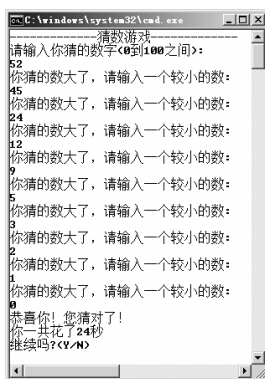 C:\windows\system32\cmd.exe
------------猜数游戏------------
请输入你猜的数字(0到100之间):
52
你猜的数大了，请输入一个较小的数:
45
你猜的数大了，请输入一个较小的数:
24
你猜的数大了，请输入一个较小的数:
12
你猜的数大了，请输入一个较小的数:
9
你猜的数大了，请输入一个较小的数:
5
你猜的数大了，请输入一个较小的数:
3
你猜的数大了，请输入一个较小的数:
2
你猜的数大了，请输入一个较小的数:
1
你猜的数大了，请输入一个较小的数:
0
恭喜你! 您猜对了!
你一共花了24秒
继续吗?(Y/N)